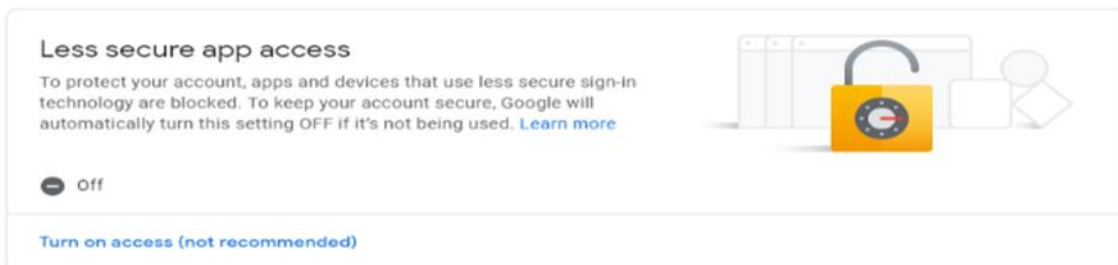 Less secure app access
To protect your account, apps and devices that use less secure sign-in
technology are blocked. To keep your account secure, Google will
automatically turn this setting OFF if it's not being used. Learn more
Off
Turn on access (not recommended)